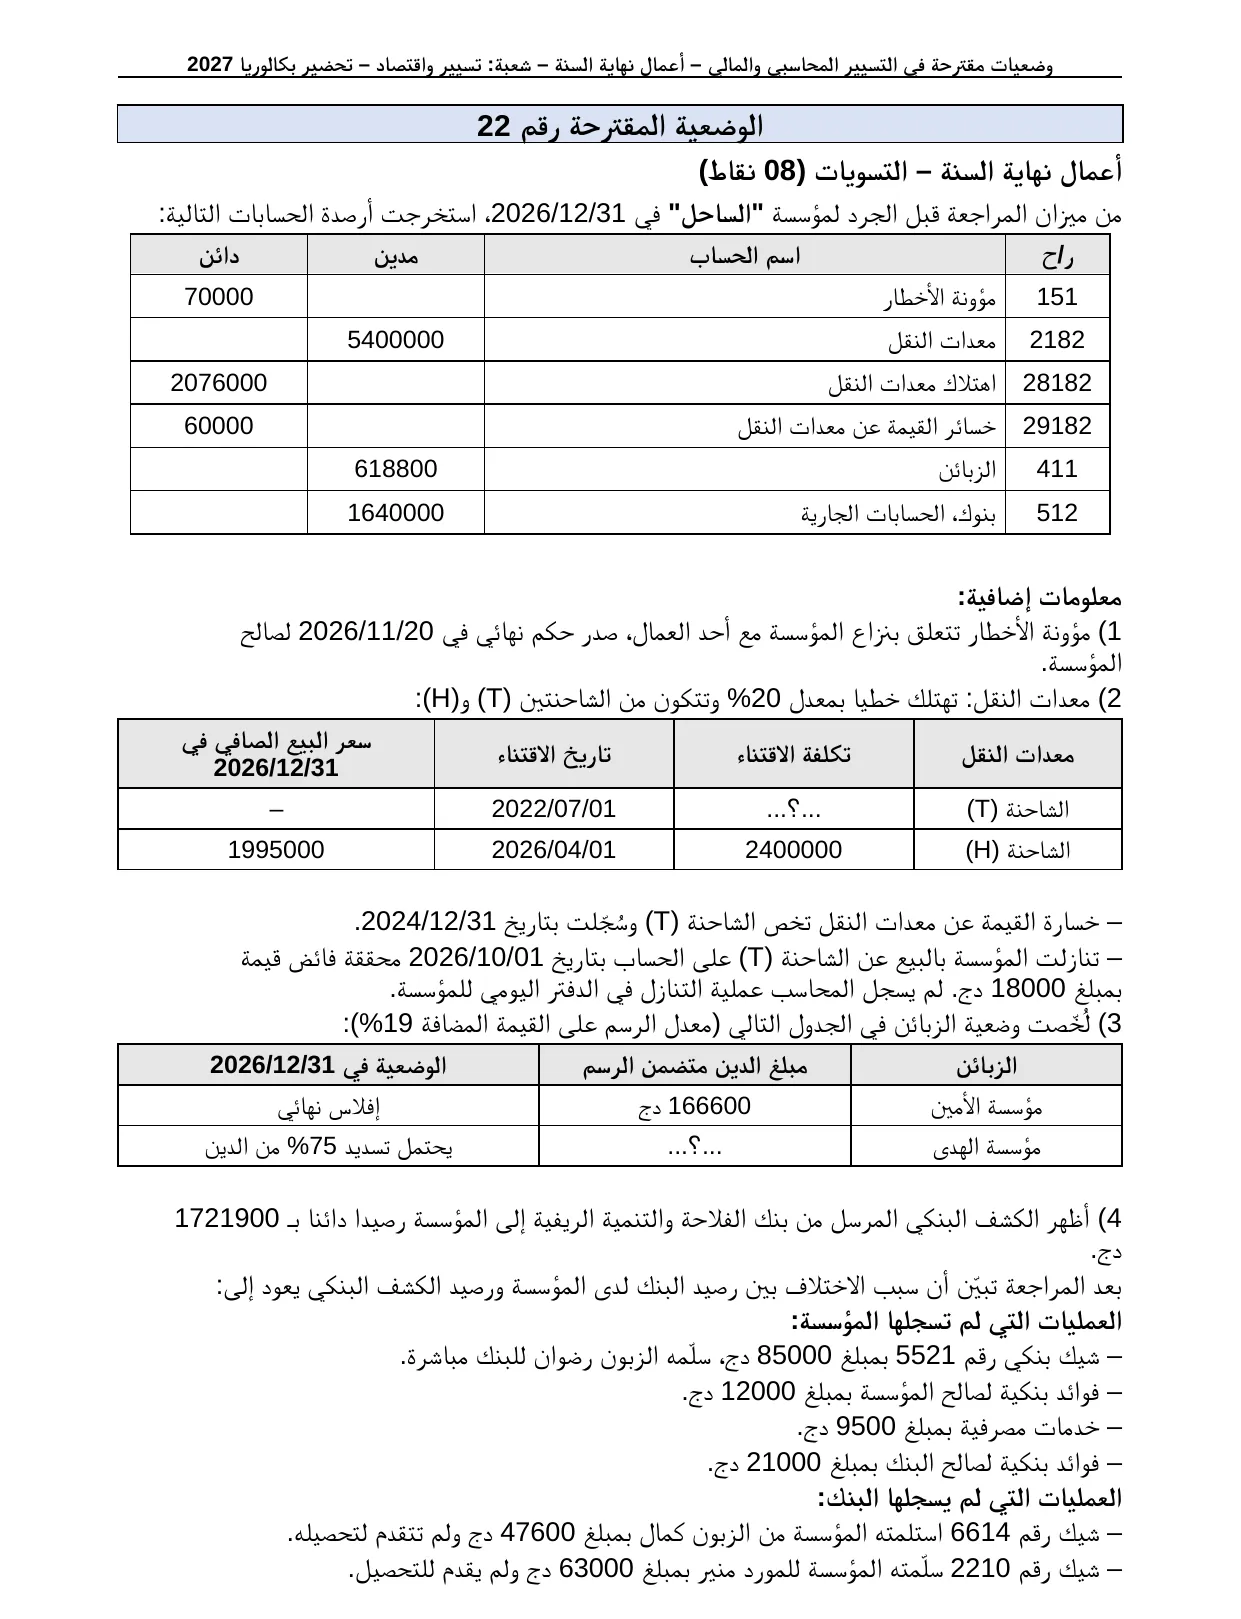 وضعيات مقترحة في التسيير المحاسبي والمالي – أعمال نهاية السنة – شعبة: تسيير واقتصاد – تحضير بكالوريا 2027
الوضعية المقترحة رقم 22
أعمال نهاية السنة – التسويات (08 نقاط)
من ميزان المراجعة قبل الجرد لمؤسسة "الساحل" في 2026/12/31، استخرجت أرصدة الحسابات التالية:
ر/ح اسم الحساب مدين دائن
151 مؤونة الأخطار 70000
2182 معدات النقل 5400000
28182 اهتلاك معدات النقل 2076000
29182 خسائر القيمة عن معدات النقل 60000
411 الزبائن 618800
512 بنوك، الحسابات الجارية 1640000
معلومات إضافية:
1) مؤونة الأخطار تتعلق بنزاع المؤسسة مع أحد العمال، صدر حكم نهائي في 2026/11/20 لصالح
المؤسسة.
2) معدات النقل: تهتلك خطيا بمعدل 20% وتتكون من الشاحنتين (T) و(H):
معدات النقل تكلفة الاقتناء تاريخ الاقتناء سعر البيع الصافي في
2026/12/31
الشاحنة (T) ...؟... 2022/07/01 –
الشاحنة (H) 2400000 2026/04/01 1995000
– خسارة القيمة عن معدات النقل تخص الشاحنة (T) وسُجّلت بتاريخ 2024/12/31.
– تنازلت المؤسسة بالبيع عن الشاحنة (T) على الحساب بتاريخ 2026/10/01 محققة فائض قيمة
بمبلغ 18000 دج. لم يسجل المحاسب عملية التنازل في الدفتر اليومي للمؤسسة.
3) لُخّصت وضعية الزبائن في الجدول التالي (معدل الرسم على القيمة المضافة 19%):
الزبائن مبلغ الدين متضمن الرسم الوضعية في 2026/12/31
مؤسسة الأمين 166600 دج إفلاس نهائي
مؤسسة الهدى ...؟... يحتمل تسديد 75% من الدين
4) أظهر الكشف البنكي المرسل من بنك الفلاحة والتنمية الريفية إلى المؤسسة رصيدا دائنا بـ 1721900
دج.
بعد المراجعة تبيّن أن سبب الاختلاف بين رصيد البنك لدى المؤسسة ورصيد الكشف البنكي يعود إلى:
العمليات التي لم تسجلها المؤسسة:
– شيك بنكي رقم 5521 بمبلغ 85000 دج، سلّمه الزبون رضوان للبنك مباشرة.
– فوائد بنكية لصالح المؤسسة بمبلغ 12000 دج.
– خدمات مصرفية بمبلغ 9500 دج.
– فوائد بنكية لصالح البنك بمبلغ 21000 دج.
العمليات التي لم يسجلها البنك:
– شيك رقم 6614 استلمته المؤسسة من الزبون كمال بمبلغ 47600 دج ولم تتقدم لتحصيله.
– شيك رقم 2210 سلّمته المؤسسة للمورد منير بمبلغ 63000 دج ولم يقدم للتحصيل.